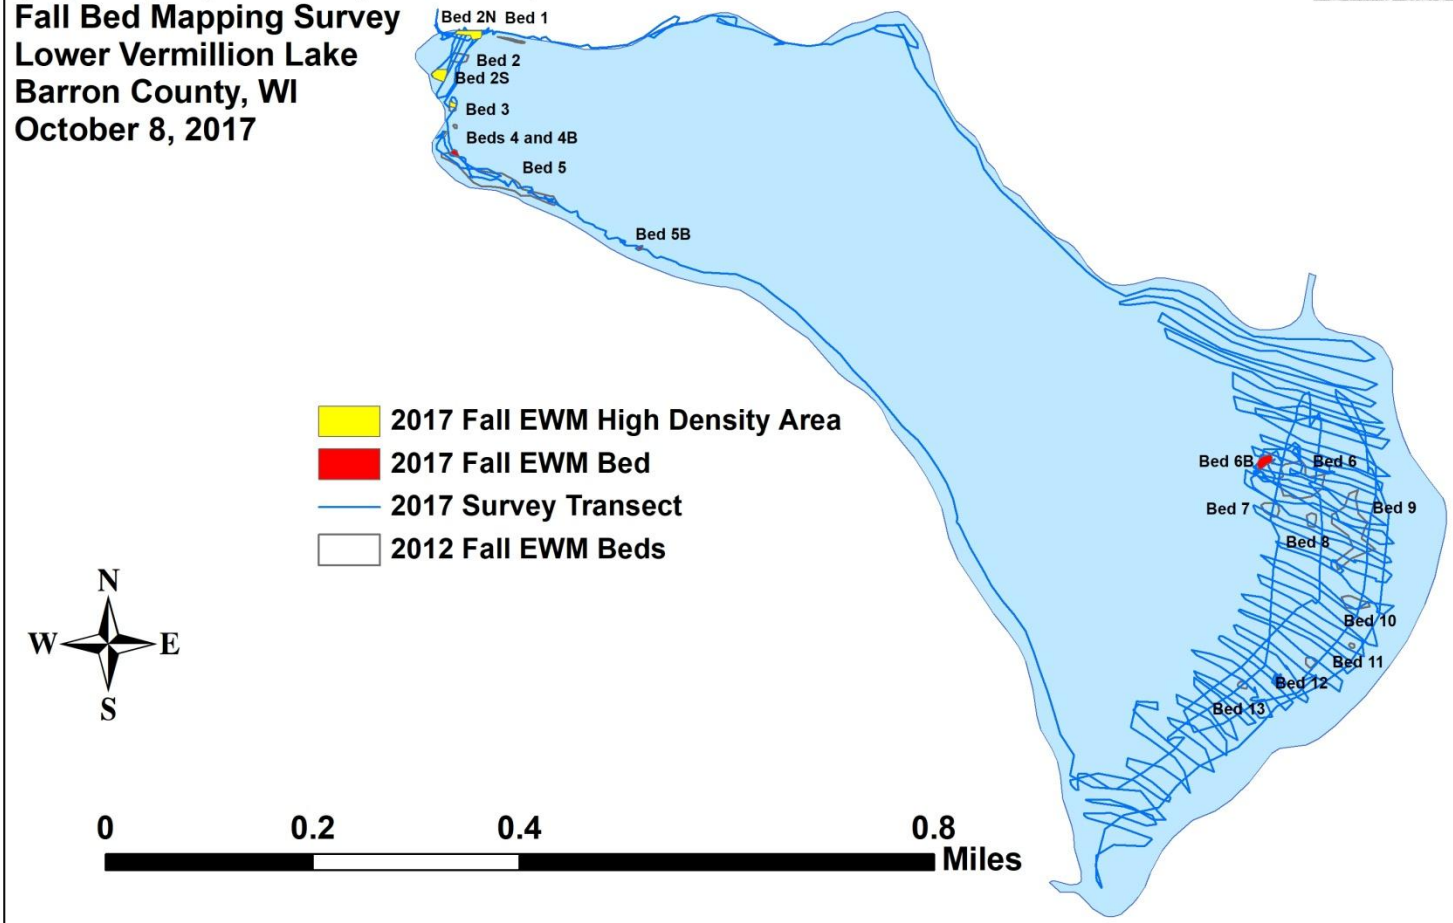 Fall Bed Mapping Survey
Lower Vermillion Lake
Barron County, WI
October 8, 2017
Bed 2N
Bed 1
Bed 2
Bed 2S
Bed 3
Beds 4 and 4B
Bed 5
Bed 5B
2017 Fall EWM High Density Area
2017 Fall EWM Bed
2017 Survey Transect
2012 Fall EWM Beds
Bed 6B
Bed 6
Bed 7
Bed 9
Bed 8
Bed 10
Bed 11
Bed 12
Bed 13
N
W
E
S
0
0.2
0.4
0.8
Miles